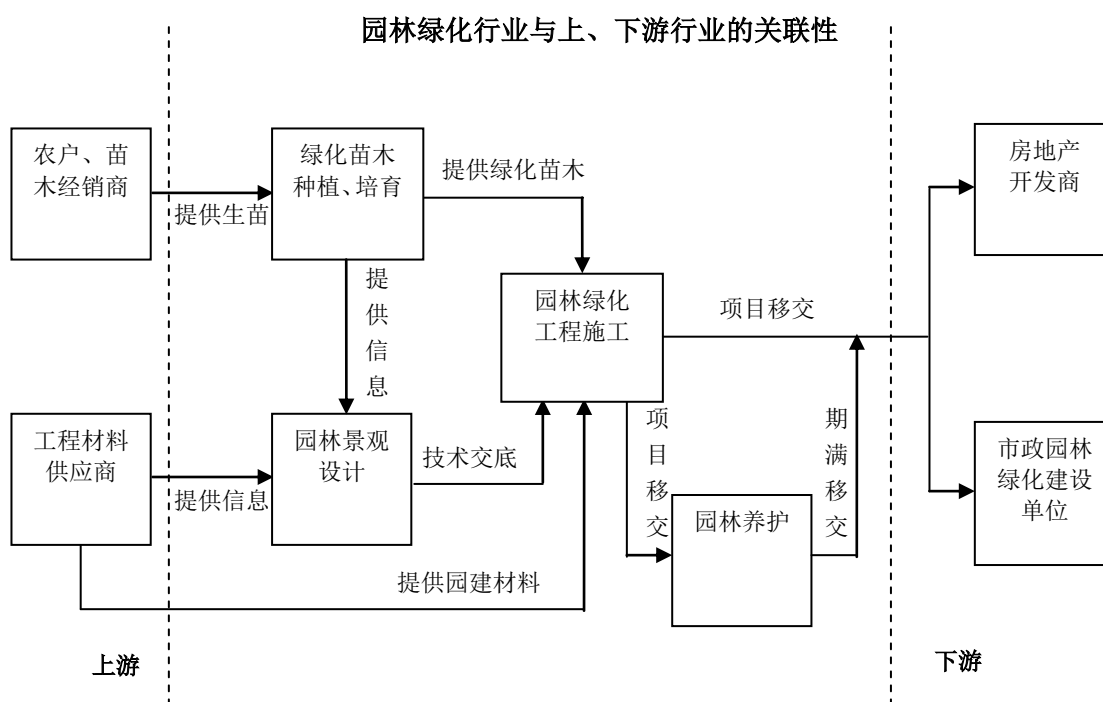 园林绿化行业与上、下游行业的关联性
农户、苗
木经销商
提供生苗
绿化苗木
种植、培育
提供绿化苗木
提供信息
园林绿化
工程施工
项目移交
房地产
开发商
工程材料
供应商
提供信息
园林景观
设计
技术交底
项目移交
园林养护
期满移交
市政园林
绿化建设
单位
提供园建材料
上游
下游